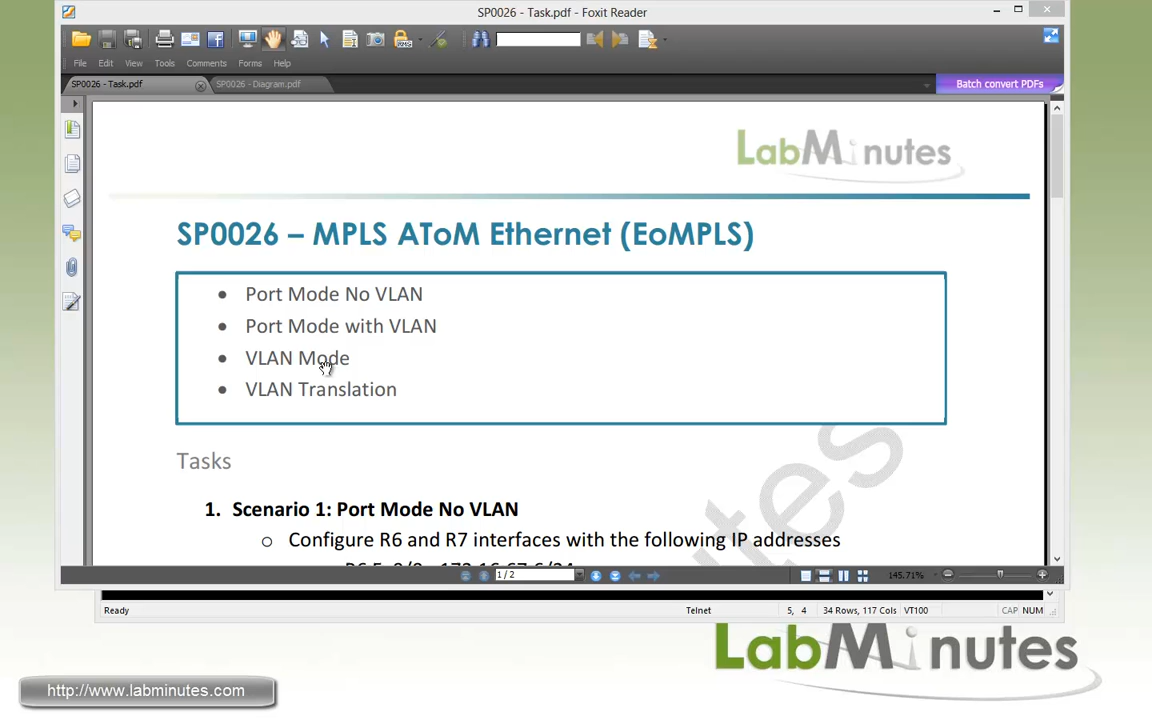 SP0026 - Task.pdf - Foxit Reader
File Edit View Tools Comments Forms Help
SP0026 - Task.pdf SP0026 - Diagram.pdf Batch convert PDFs
LabMinutes
SP0026 – MPLS AToM Ethernet (EoMPLS)
• Port Mode No VLAN
• Port Mode with VLAN
• VLAN Mode
• VLAN Translation
Tasks
1. Scenario 1: Port Mode No VLAN
o Configure R6 and R7 interfaces with the following IP addresses
utes
1/2 145.71%
Ready Telnet 5, 4 34 Rows, 117 Cols VT100 CAP NUM
LabMinutes
http://www.labminutes.com